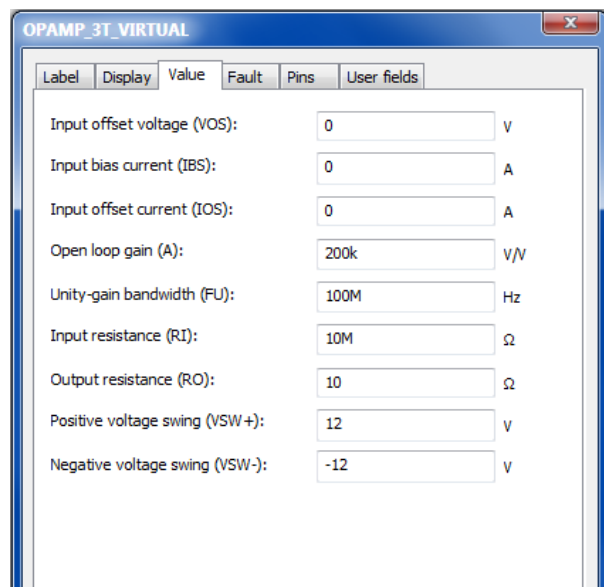 OPAMP_3T_VIRTUAL
Label Display Value Fault Pins User fields
Input offset voltage (VOS): 0 V
Input bias current (IBS): 0 A
Input offset current (IOS): 0 A
Open loop gain (A): 200k V/V
Unity-gain bandwidth (FU): 100M Hz
Input resistance (RI): 10M Ω
Output resistance (RO): 10 Ω
Positive voltage swing (VSW+): 12 V
Negative voltage swing (VSW-): -12 V